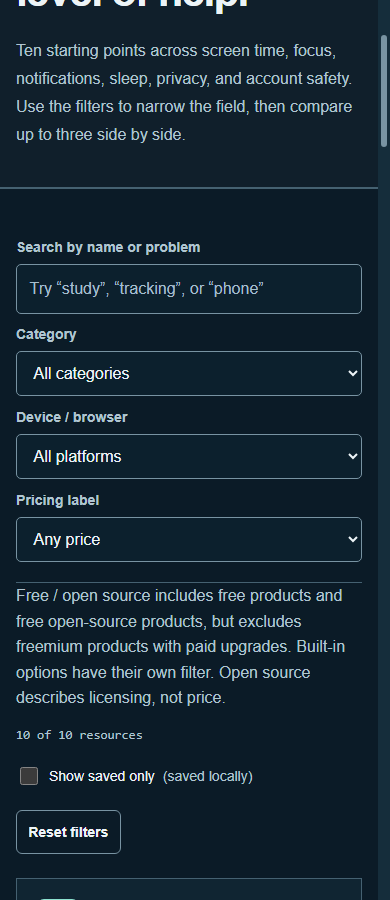 level of help.
Ten starting points across screen time, focus,
notifications, sleep, privacy, and account safety.
Use the filters to narrow the field, then compare
up to three side by side.
Search by name or problem
Try “study”, “tracking”, or “phone”
Category
All categories
Device / browser
All platforms
Pricing label
Any price
Free / open source includes free products and
free open-source products, but excludes
freemium products with paid upgrades. Built-in
options have their own filter. Open source
describes licensing, not price.
10 of 10 resources
Show saved only (saved locally)
Reset filters